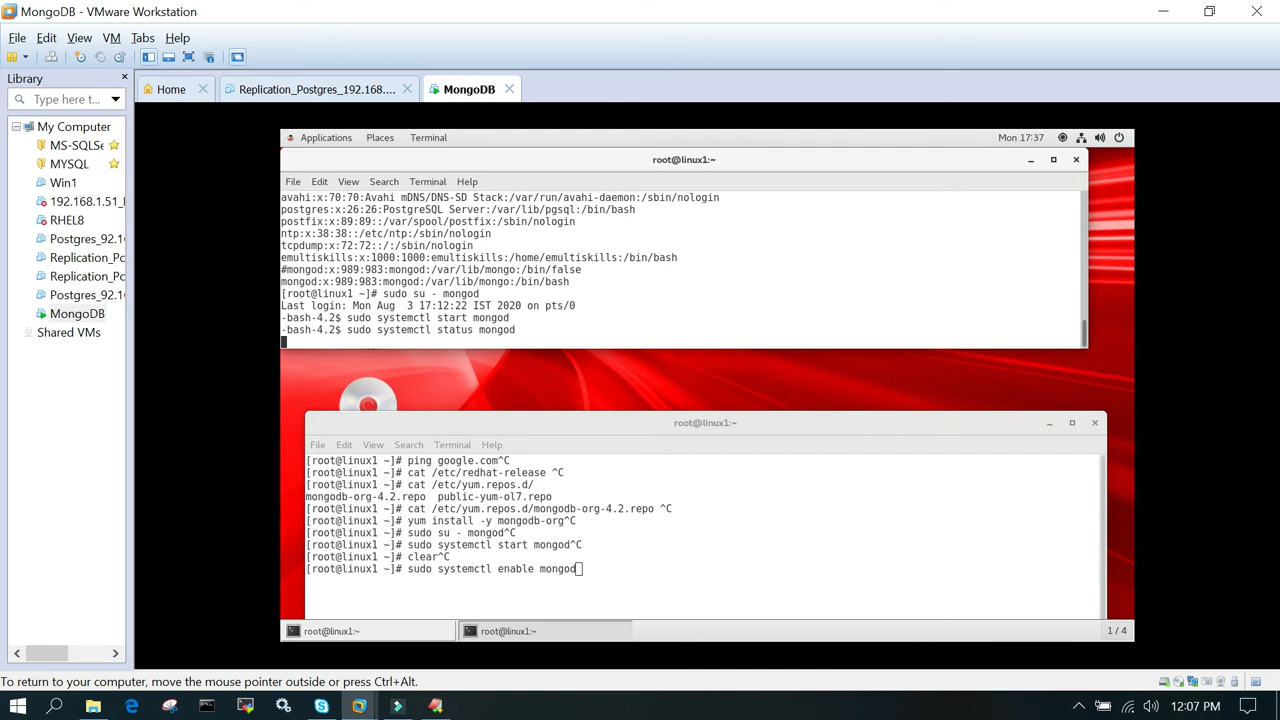 MongoDB - VMware Workstation
File Edit View VM Tabs Help
Library
Type here t...
My Computer
MS-SQLSe
MYSQL
Win1
192.168.1.51_
RHEL8
Postgres_92.1
Replication_Po
Replication_Po
Postgres_92.1
MongoDB
Shared VMs
Home
Replication_Postgres_192.168....
MongoDB
Applications Places Terminal
Mon 17:37
root@linux1:~
File Edit View Search Terminal Help
avahi:x:70:70:Avahi mDNS/DNS-SD Stack:/var/run/avahi-daemon:/sbin/nologin
postgres:x:26:26:PostgreSQL Server:/var/lib/pgsql:/bin/bash
postfix:x:89:89::/var/spool/postfix:/sbin/nologin
ntp:x:38:38::/etc/ntp:/sbin/nologin
tcpdump:x:72:72::/:/sbin/nologin
emultiskills:x:1000:1000:emultiskills:/home/emultiskills:/bin/bash
#mongod:x:989:983:mongod:/var/lib/mongo:/bin/false
mongod:x:989:983:mongod:/var/lib/mongo:/bin/bash
[root@linux1 ~]# sudo su - mongod
Last login: Mon Aug  3 17:12:22 IST 2020 on pts/0
-bash-4.2$ sudo systemctl start mongod
-bash-4.2$ sudo systemctl status mongod
root@linux1:~
File Edit View Search Terminal Help
[root@linux1 ~]# ping google.com^C
[root@linux1 ~]# cat /etc/redhat-release ^C
[root@linux1 ~]# cat /etc/yum.repos.d/
mongodb-org-4.2.repo  public-yum-ol7.repo
[root@linux1 ~]# cat /etc/yum.repos.d/mongodb-org-4.2.repo ^C
[root@linux1 ~]# yum install -y mongodb-org^C
[root@linux1 ~]# sudo su - mongod^C
[root@linux1 ~]# sudo systemctl start mongod^C
[root@linux1 ~]# clear^C
[root@linux1 ~]# sudo systemctl enable mongod
root@linux1:~
root@linux1:~
1 / 4
To return to your computer, move the mouse pointer outside or press Ctrl+Alt.
12:07 PM